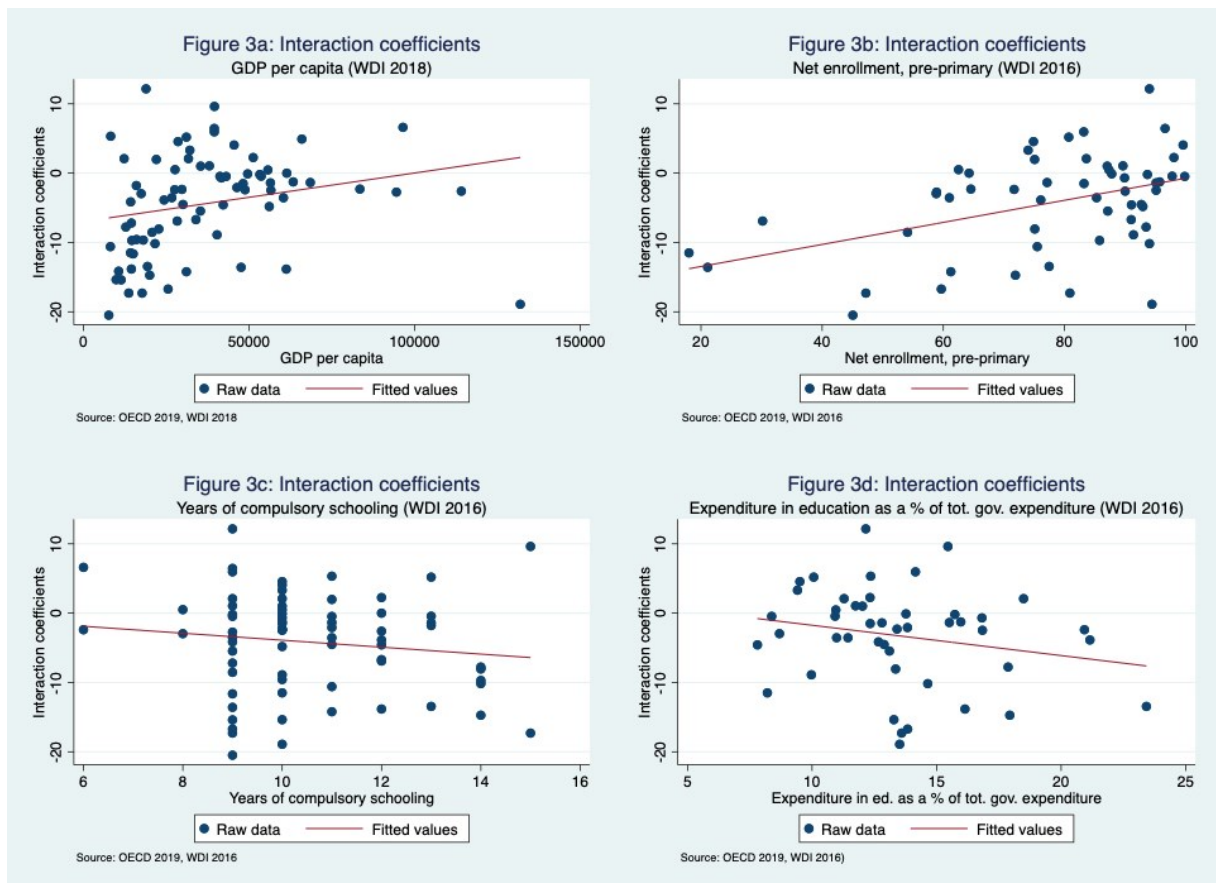 Figure 3a: Interaction coefficients
GDP per capita (WDI 2018)
Interaction coefficients
10
0
-10
-20
0
50000
100000
150000
GDP per capita
Raw data
Fitted values
Source: OECD 2019, WDI 2018
Figure 3b: Interaction coefficients
Net enrollment, pre-primary (WDI 2016)
Interaction coefficients
10
0
-10
-20
20
40
60
80
100
Net enrollment, pre-primary
Raw data
Fitted values
Source: OECD 2019, WDI 2016
Figure 3c: Interaction coefficients
Years of compulsory schooling (WDI 2016)
Interaction coefficients
10
0
-10
-20
6
8
10
12
14
16
Years of compulsory schooling
Raw data
Fitted values
Source: OECD 2019, WDI 2016
Figure 3d: Interaction coefficients
Expenditure in education as a % of tot. gov. expenditure (WDI 2016)
Interaction coefficients
10
0
-10
-20
5
10
15
20
25
Expenditure in ed. as a % of tot. gov. expenditure
Raw data
Fitted values
Source: OECD 2019, WDI 2016)